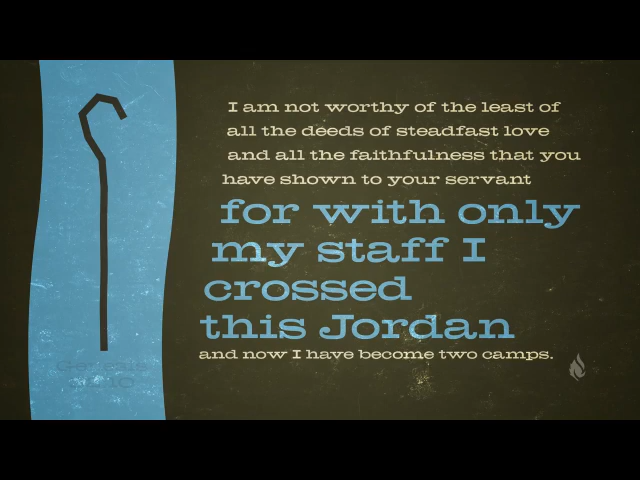 I am not worthy of the least of
all the deeds of steadfast love
and all the faithfulness that you
have shown to your servant
for with only
my staff I
crossed
this Jordan
and now I have become two camps.
Genesis